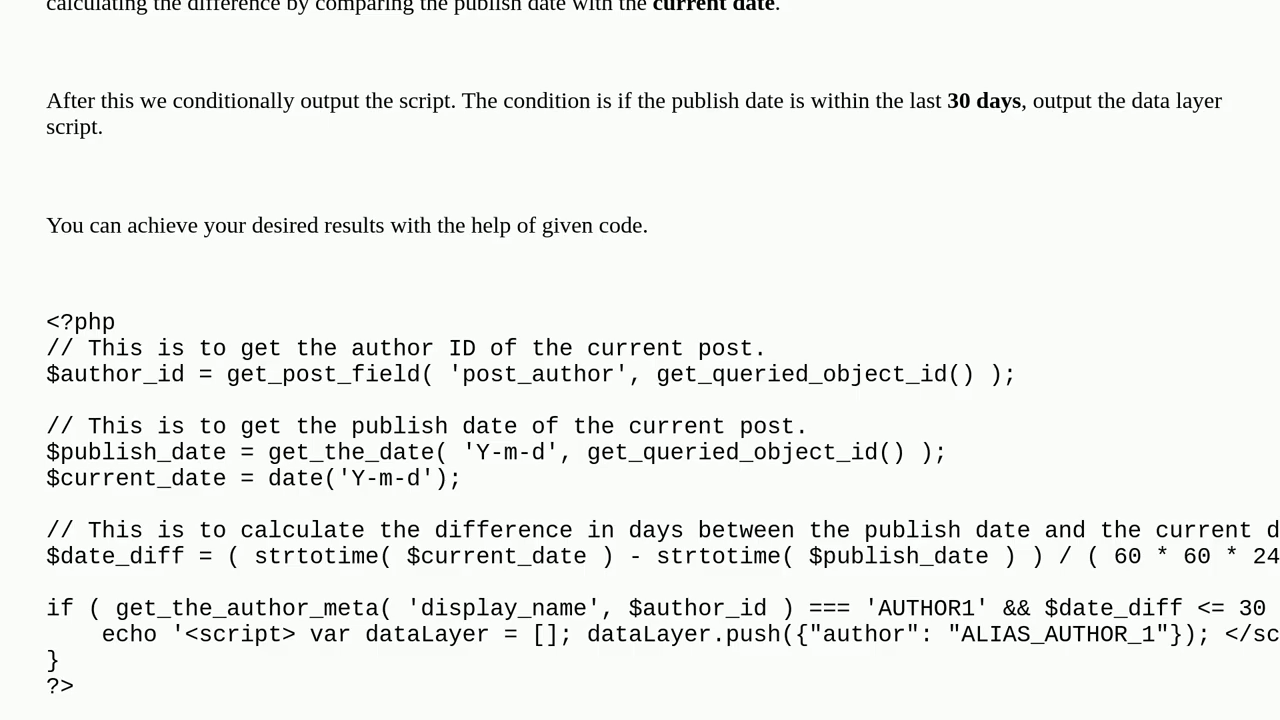 calculating the difference by comparing the publish date with the current date.
After this we conditionally output the script. The condition is if the publish date is within the last 30 days, output the data layer
script.
You can achieve your desired results with the help of given code.
<?php
// This is to get the author ID of the current post.
$author_id = get_post_field( 'post_author', get_queried_object_id() );
// This is to get the publish date of the current post.
$publish_date = get_the_date( 'Y-m-d', get_queried_object_id() );
$current_date = date('Y-m-d');
// This is to calculate the difference in days between the publish date and the current d
$date_diff = ( strtotime( $current_date ) - strtotime( $publish_date ) ) / ( 60 * 60 * 24
if ( get_the_author_meta( 'display_name', $author_id ) === 'AUTHOR1' && $date_diff <= 30
    echo '<script> var dataLayer = []; dataLayer.push({"author": "ALIAS_AUTHOR_1"}); </sc
}
?>